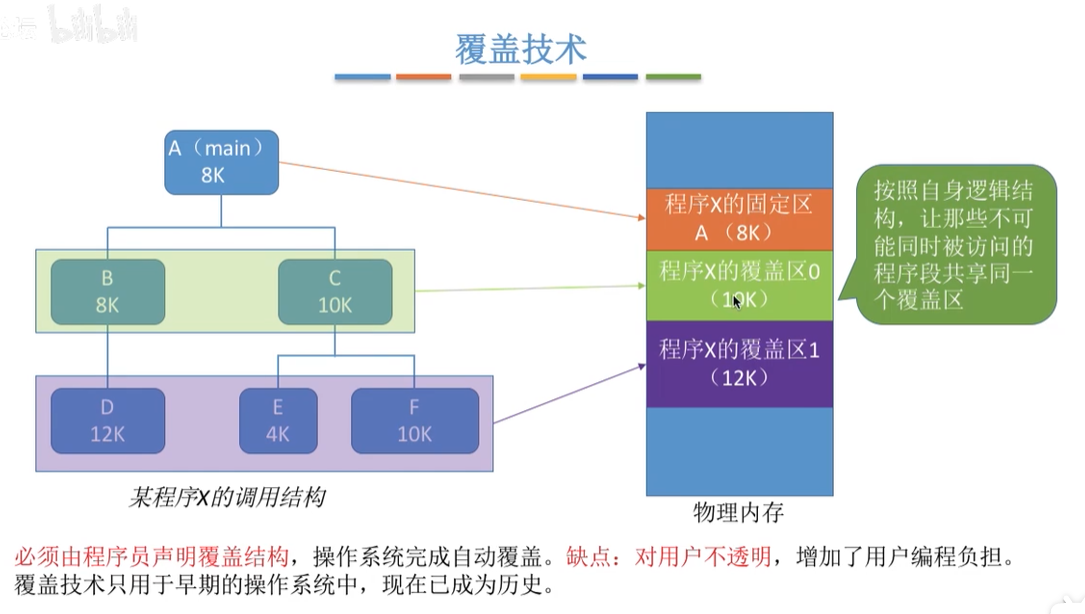 bilibili
覆盖技术
A（main）
8K
B
8K
C
10K
D
12K
E
4K
F
10K
某程序X的调用结构
程序X的固定区
A （8K）
程序X的覆盖区0
（10K）
程序X的覆盖区1
（12K）
物理内存
按照自身逻辑结
构，让那些不可
能同时被访问的
程序段共享同一
个覆盖区
必须由程序员声明覆盖结构，操作系统完成自动覆盖。缺点：对用户不透明，增加了用户编程负担。
覆盖技术只用于早期的操作系统中，现在已成为历史。